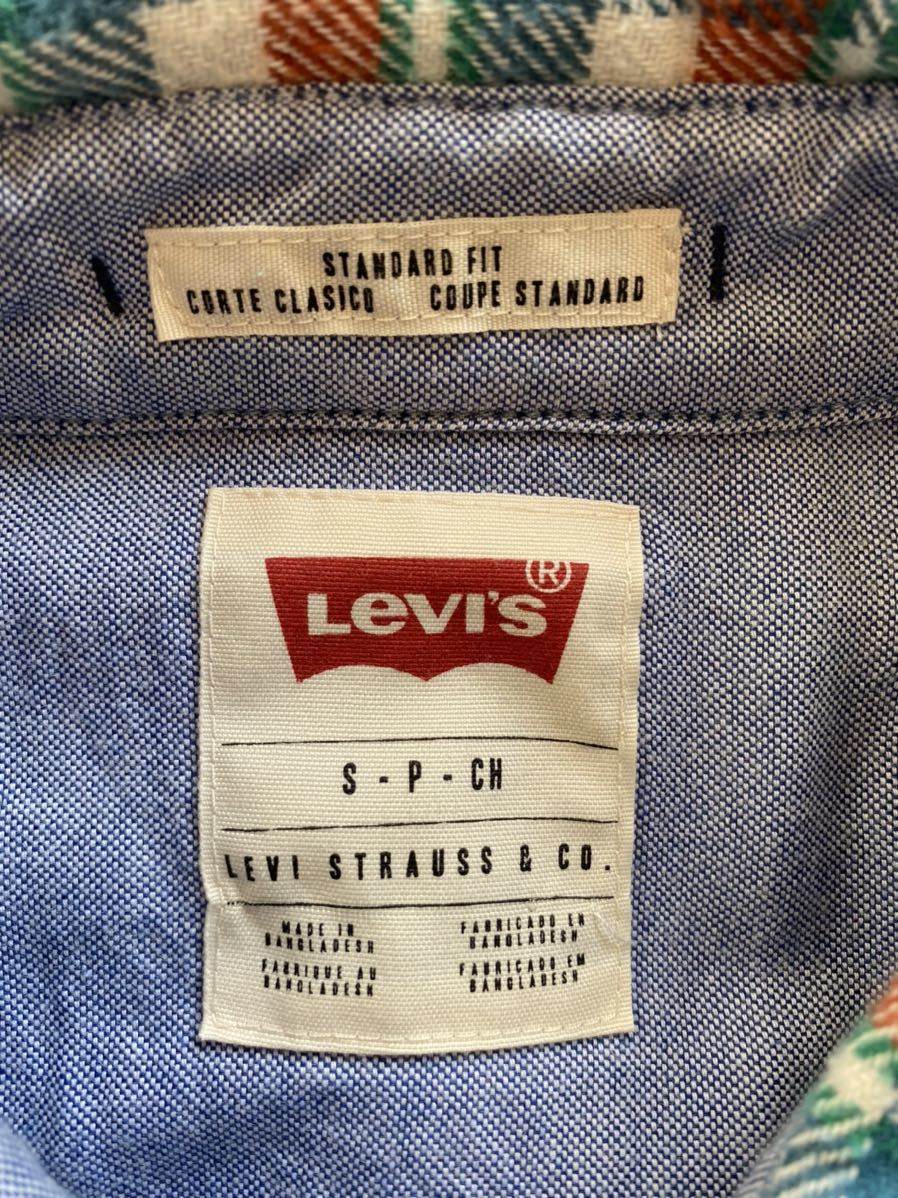 STANDARD FIT
CORTE CLASICO COUPE STANDARD
LEVI'S ®
S - P - CH
LEVI STRAUSS & CO.
MADE IN
BANGLADESH
FABRIQUE AU
BANGLADESH
FABRICADO EN
BANGLADESH
FABRICADO EM
BANGLADESH